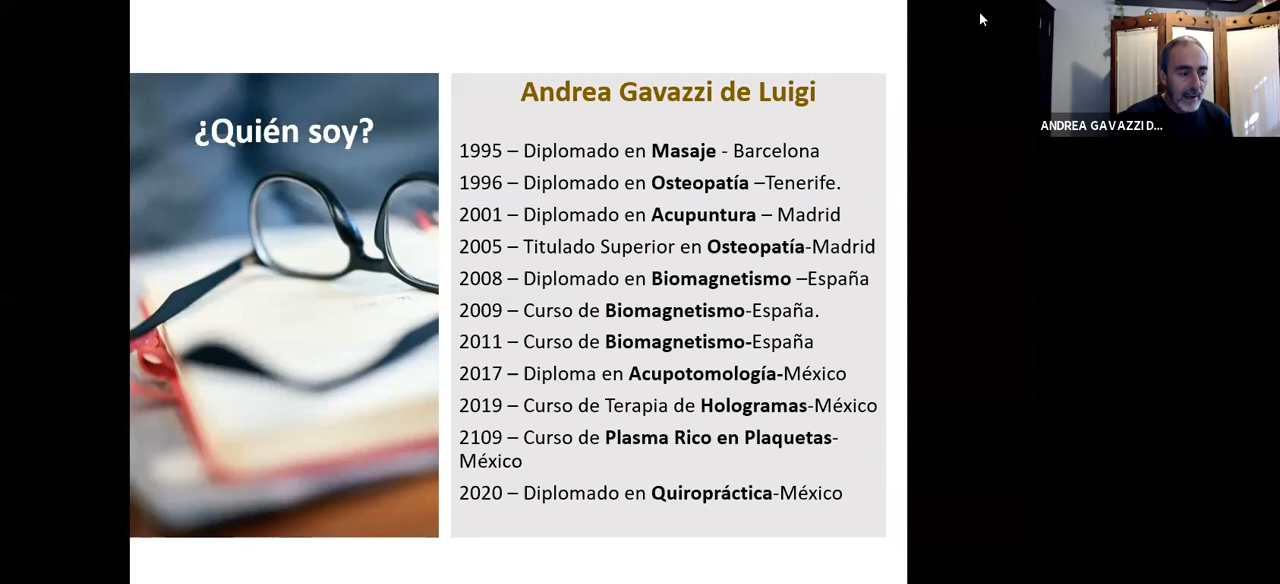 ¿Quién soy?
Andrea Gavazzi de Luigi
1995 – Diplomado en Masaje - Barcelona
1996 – Diplomado en Osteopatía –Tenerife.
2001 – Diplomado en Acupuntura – Madrid
2005 – Titulado Superior en Osteopatía-Madrid
2008 – Diplomado en Biomagnetismo –España
2009 – Curso de Biomagnetismo-España.
2011 – Curso de Biomagnetismo-España
2017 – Diploma en Acupotomología-México
2019 – Curso de Terapia de Hologramas-México
2109 – Curso de Plasma Rico en Plaquetas-
México
2020 – Diplomado en Quiropráctica-México
ANDREA GAVAZZI D...